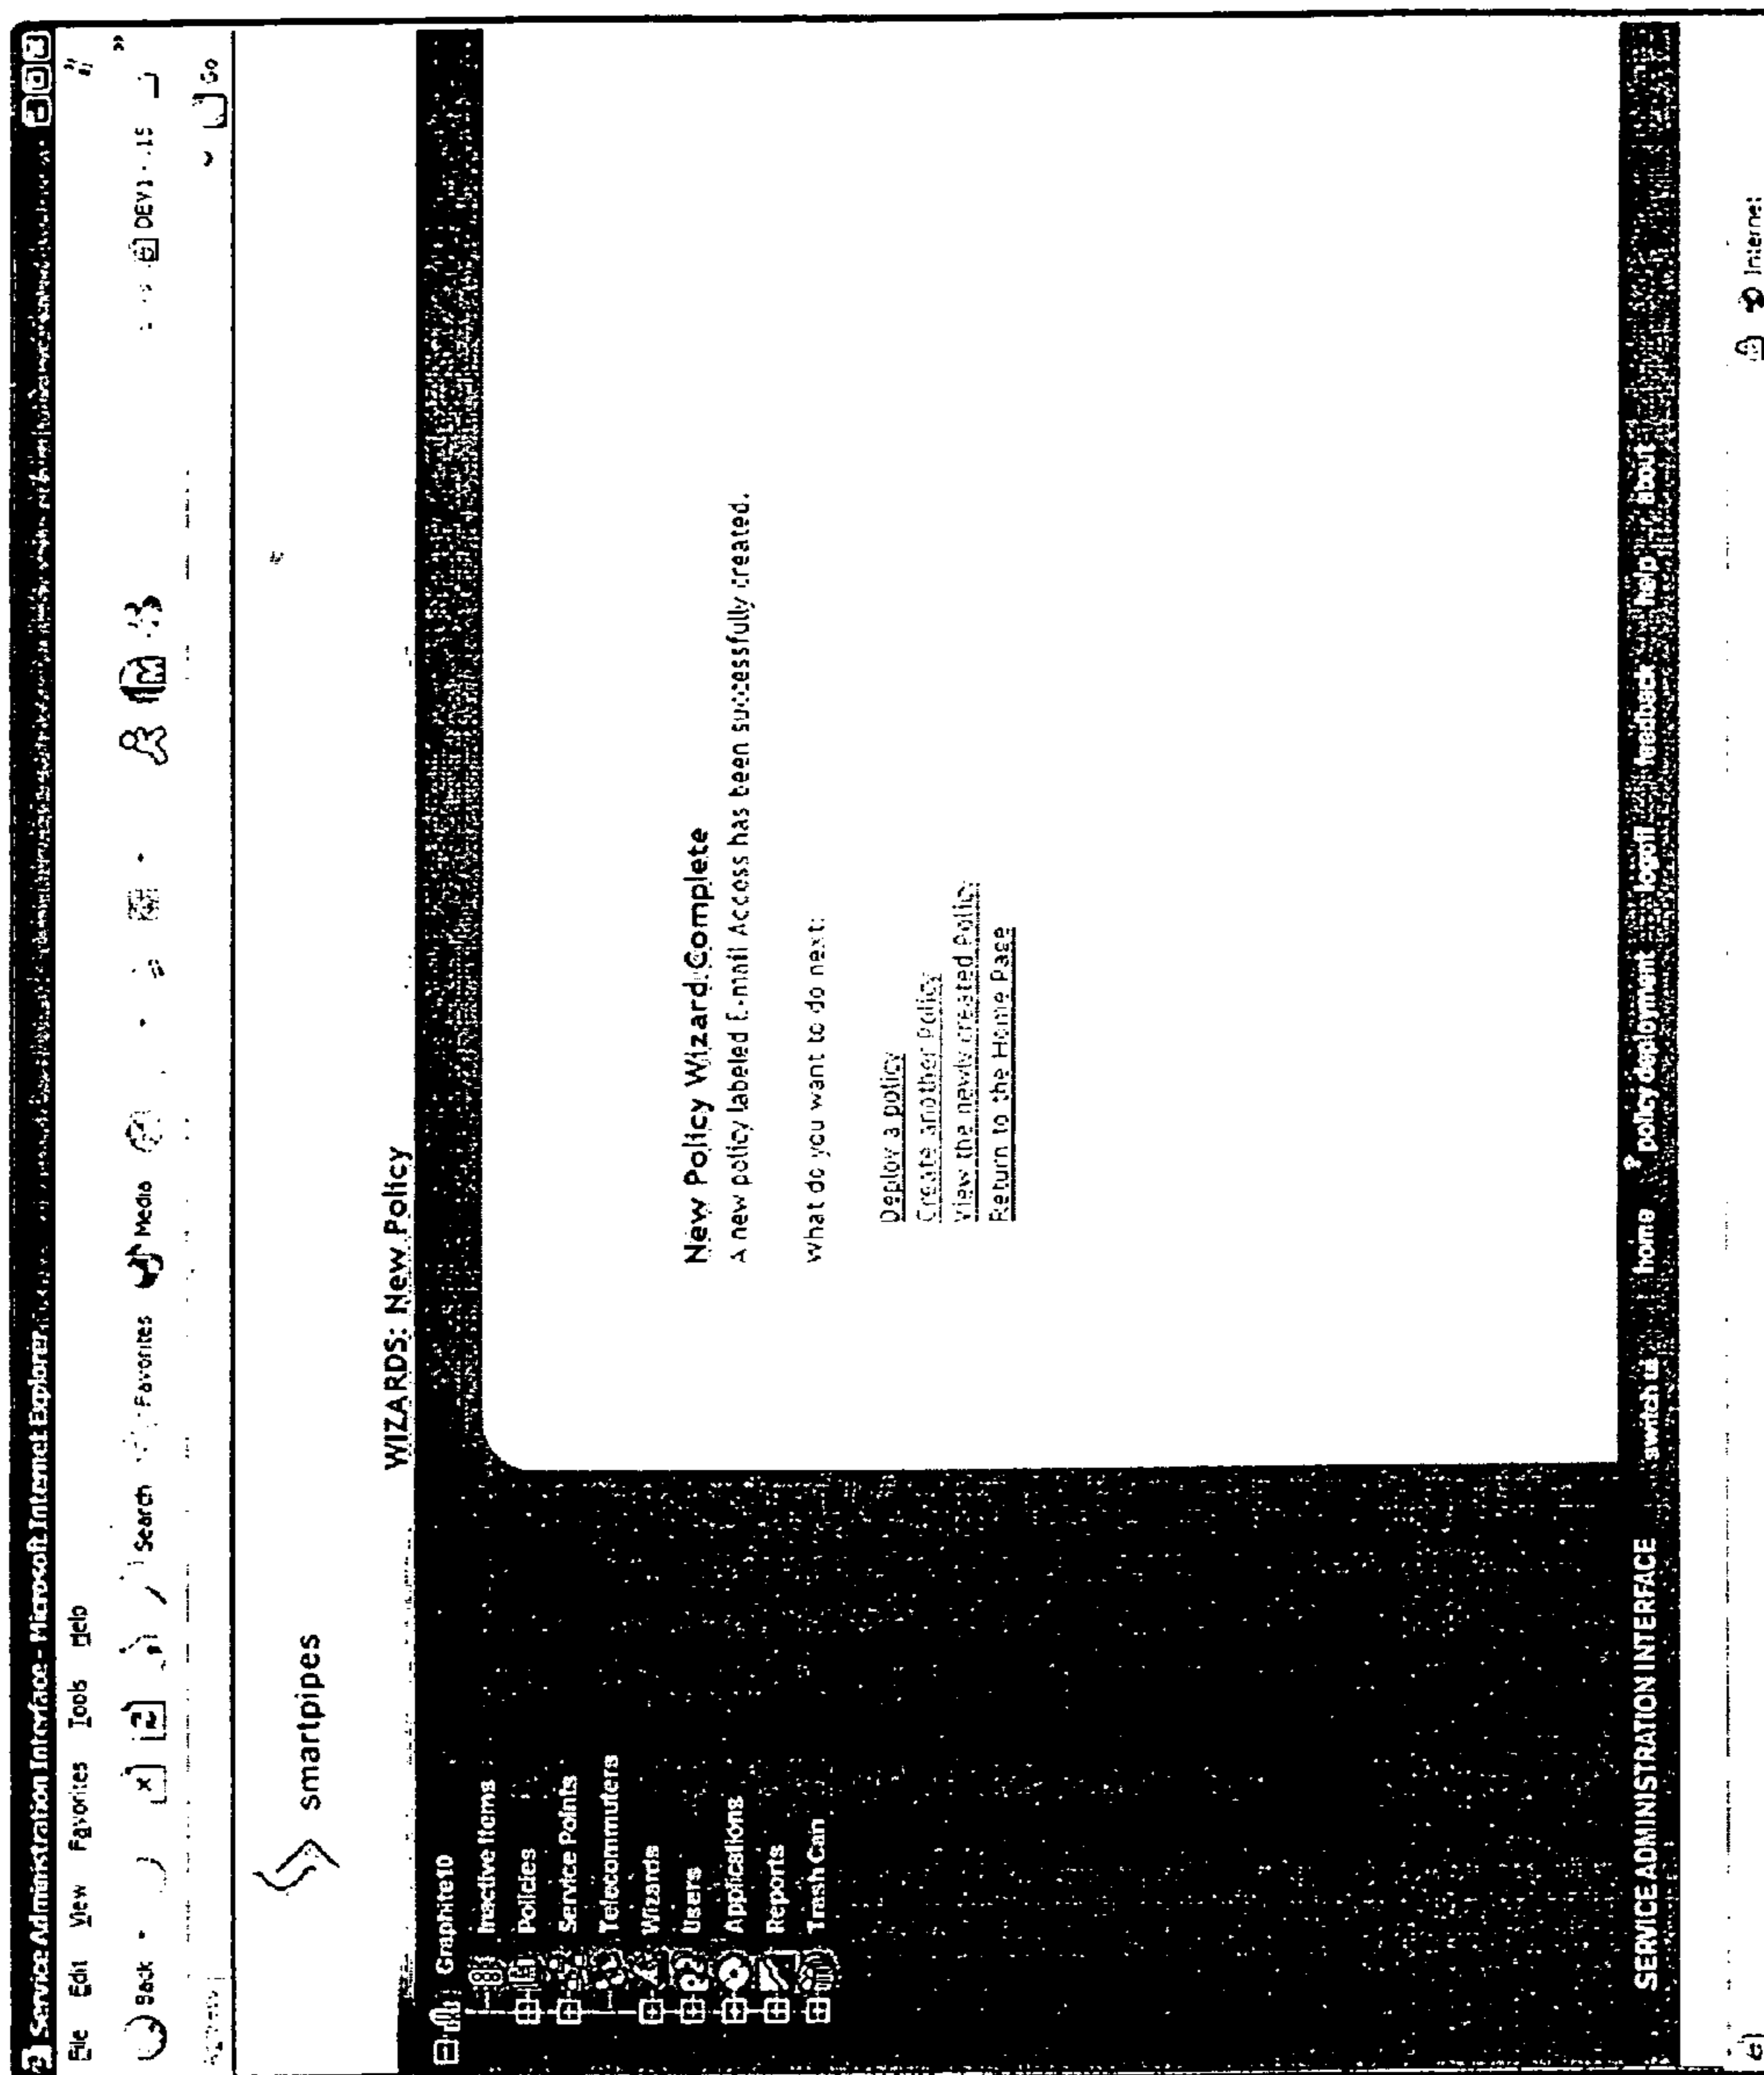 Service Administration Interface - Microsoft Internet Explorer
File Edit View Favorites Tools Help
Back Search Favorites Media DEV1
Go
smartpipes
WIZARDS: New Policy
Graphite10
Inactive Items
Policies
Service Points
Telecommuters
Wizards
Users
Applications
Reports
Trash Can
New Policy Wizard Complete
A new policy labeled E-mail Access has been successfully created.
What do you want to do next:
Deploy a policy
Create another Policy
View the newly created Policy
Return to the Home Page
SERVICE ADMINISTRATION INTERFACE switch home ? policy deployment logoff feedback help about
Internet